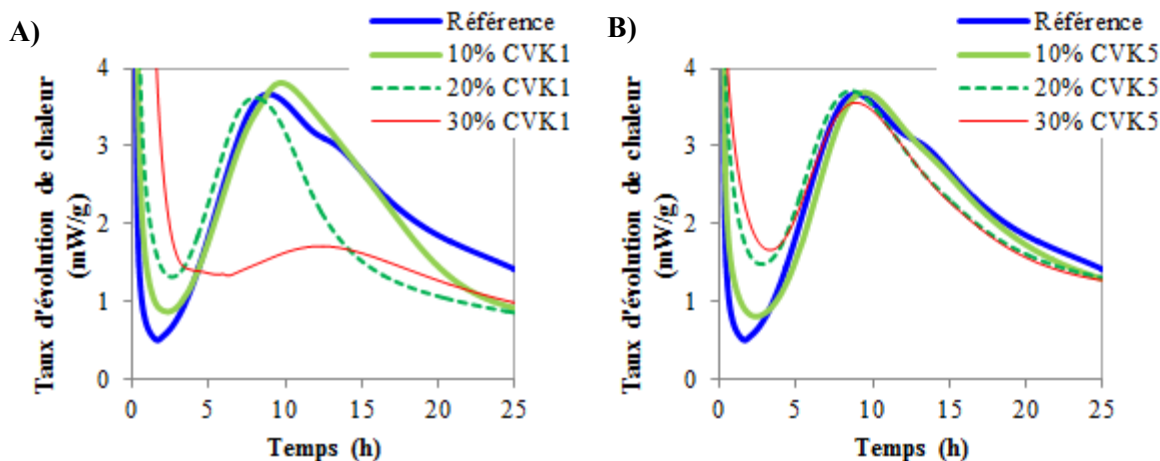 A)
Référence
10% CVK1
20% CVK1
30% CVK1
Taux d'évolution de chaleur
(mW/g)
4
3
2
1
0
0 5 10 15 20 25
Temps (h)
B)
Référence
10% CVK5
20% CVK5
30% CVK5
Taux d'évolution de chaleur
(mW/g)
4
3
2
1
0
0 5 10 15 20 25
Temps (h)